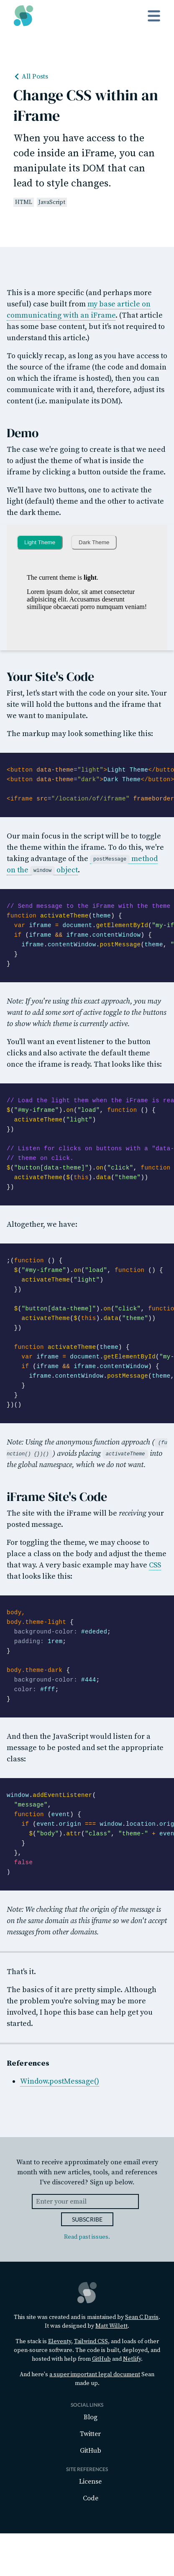 All Posts
Change CSS within an
iFrame
When you have access to the
code inside an iFrame, you can
manipulate its DOM that can
lead to style changes.
HTML JavaScript
This is a more specific (and perhaps more
useful) case built from my base article on
communicating with an iFrame. (That article
has some base content, but it's not required to
understand this article.)
To quickly recap, as long as you have access to
the source of the iframe (the code and domain
on which the iframe is hosted), then you can
communicate with it and, therefore, adjust its
content (i.e. manipulate its DOM).
Demo
The case we're going to create is that we need
to adjust the theme of what is inside the
iframe by clicking a button outside the frame.
We'll have two buttons, one to activate the
light (default) theme and the other to activate
the dark theme.
Light Theme Dark Theme
The current theme is light.
Lorem ipsum dolor, sit amet consectetur
adipisicing elit. Accusamus deserunt
similique obcaecati porro numquam veniam!
Your Site's Code
First, let's start with the code on your site. Your
site will hold the buttons and the iframe that
we want to manipulate.
The markup may look something like this:
<button data-theme="light">Light Theme</button
<button data-theme="dark">Dark Theme</button>
<iframe src="/location/of/iframe" frameborder
Our main focus in the script will be to toggle
the theme within the iframe. To do this, we're
taking advantage of the postMessage method
on the window object.
// Send message to the iFrame with the theme
function activateTheme(theme) {
var iframe = document.getElementById("my-if
if (iframe && iframe.contentWindow) {
iframe.contentWindow.postMessage(theme, "
}
}
Note: If you're using this exact approach, you may
want to add some sort of active toggle to the buttons
to show which theme is currently active.
You'll want an event listener to the button
clicks and also activate the default theme
once the iframe is ready. That looks like this:
// Load the light them when the iFrame is rea
$("#my-iframe").on("load", function () {
activateTheme("light")
})
// Listen for clicks on buttons with a "data-
// theme on click.
$("button[data-theme]").on("click", function
activateTheme($(this).data("theme"))
})
Altogether, we have:
;(function () {
$("#my-iframe").on("load", function () {
activateTheme("light")
})
$("button[data-theme]").on("click", functio
activateTheme($(this).data("theme"))
})
function activateTheme(theme) {
var iframe = document.getElementById("my-
if (iframe && iframe.contentWindow) {
iframe.contentWindow.postMessage(theme,
}
}
})()
Note: Using the anonymous function approach ( (fu
nction() {})() ) avoids placing activateTheme into
the global namespace, which we do not want.
iFrame Site's Code
The site with the iFrame will be receiving your
posted message.
For toggling the theme, we may choose to
place a class on the body and adjust the theme
that way. A very basic example may have CSS
that looks like this:
body,
body.theme-light {
background-color: #ededed;
padding: 1rem;
}
body.theme-dark {
background-color: #444;
color: #fff;
}
And then the JavaScript would listen for a
message to be posted and set the appropriate
class:
window.addEventListener(
"message",
function (event) {
if (event.origin === window.location.orig
$("body").attr("class", "theme-" + even
}
},
false
)
Note: We checking that the origin of the message is
on the same domain as this iframe so we don't accept
messages from other domains.
That's it.
The basics of it are pretty simple. Although
the problem you're solving may be more
involved, I hope this base can help you get
started.
References
Window.postMessage()
Want to receive approximately one email every
month with new articles, tools, and references
I've discovered? Sign up below.
Enter your email
SUBSCRIBE
Read past issues.
This site was created and is maintained by Sean C Davis.
It was designed by Matt Willett.
The stack is Eleventy, Tailwind CSS, and loads of other
open-source software. The code is built, deployed, and
hosted with help from GitHub and Netlify.
And here's a super important legal document Sean
made up.
SOCIAL LINKS
Blog
Twitter
GitHub
SITE REFERENCES
License
Code